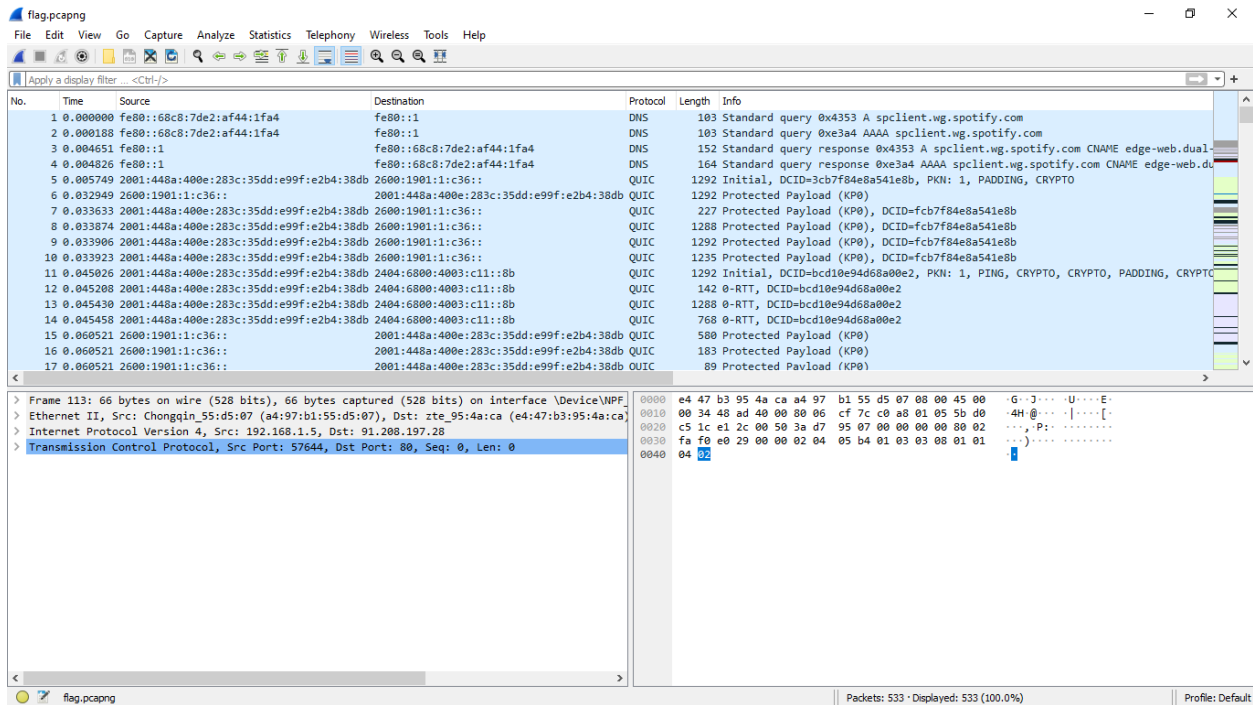 flag.pcapng
File Edit View Go Capture Analyze Statistics Telephony Wireless Tools Help
Apply a display filter ... <Ctrl-/>
No. Time Source Destination Protocol Length Info
1 0.000000 fe80::68c8:7de2:af44:1fa4 fe80::1 DNS 103 Standard query 0x4353 A spclient.wg.spotify.com
2 0.000188 fe80::68c8:7de2:af44:1fa4 fe80::1 DNS 103 Standard query 0xe3a4 AAAA spclient.wg.spotify.com
3 0.004651 fe80::1 fe80::68c8:7de2:af44:1fa4 DNS 152 Standard query response 0x4353 A spclient.wg.spotify.com CNAME edge-web.dual-
4 0.004826 fe80::1 fe80::68c8:7de2:af44:1fa4 DNS 164 Standard query response 0xe3a4 AAAA spclient.wg.spotify.com CNAME edge-web.du
5 0.005749 2001:448a:400e:283c:35dd:e99f:e2b4:38db 2600:1901:1:c36:: QUIC 1292 Initial, DCID=3cb7f84e8a541e8b, PKN: 1, PADDING, CRYPTO
6 0.032949 2600:1901:1:c36:: 2001:448a:400e:283c:35dd:e99f:e2b4:38db QUIC 1292 Protected Payload (KP0)
7 0.033633 2001:448a:400e:283c:35dd:e99f:e2b4:38db 2600:1901:1:c36:: QUIC 227 Protected Payload (KP0), DCID=fcb7f84e8a541e8b
8 0.033874 2001:448a:400e:283c:35dd:e99f:e2b4:38db 2600:1901:1:c36:: QUIC 1288 Protected Payload (KP0), DCID=fcb7f84e8a541e8b
9 0.033906 2001:448a:400e:283c:35dd:e99f:e2b4:38db 2600:1901:1:c36:: QUIC 1292 Protected Payload (KP0), DCID=fcb7f84e8a541e8b
10 0.033923 2001:448a:400e:283c:35dd:e99f:e2b4:38db 2600:1901:1:c36:: QUIC 1235 Protected Payload (KP0), DCID=fcb7f84e8a541e8b
11 0.045026 2001:448a:400e:283c:35dd:e99f:e2b4:38db 2404:6800:4003:c11::8b QUIC 1292 Initial, DCID=bcd10e94d68a00e2, PKN: 1, PING, CRYPTO, CRYPTO, PADDING, CRYPTO
12 0.045208 2001:448a:400e:283c:35dd:e99f:e2b4:38db 2404:6800:4003:c11::8b QUIC 142 0-RTT, DCID=bcd10e94d68a00e2
13 0.045430 2001:448a:400e:283c:35dd:e99f:e2b4:38db 2404:6800:4003:c11::8b QUIC 1288 0-RTT, DCID=bcd10e94d68a00e2
14 0.045458 2001:448a:400e:283c:35dd:e99f:e2b4:38db 2404:6800:4003:c11::8b QUIC 768 0-RTT, DCID=bcd10e94d68a00e2
15 0.060521 2600:1901:1:c36:: 2001:448a:400e:283c:35dd:e99f:e2b4:38db QUIC 580 Protected Payload (KP0)
16 0.060521 2600:1901:1:c36:: 2001:448a:400e:283c:35dd:e99f:e2b4:38db QUIC 183 Protected Payload (KP0)
17 0.060521 2600:1901:1:c36:: 2001:448a:400e:283c:35dd:e99f:e2b4:38db QUIC 89 Protected Payload (KP0)
Frame 113: 66 bytes on wire (528 bits), 66 bytes captured (528 bits) on interface \Device\NPF_
Ethernet II, Src: Chongqin_55:d5:07 (a4:97:b1:55:d5:07), Dst: zte_95:4a:ca (e4:47:b3:95:4a:ca)
Internet Protocol Version 4, Src: 192.168.1.5, Dst: 91.208.197.28
Transmission Control Protocol, Src Port: 57644, Dst Port: 80, Seq: 0, Len: 0
0000 e4 47 b3 95 4a ca a4 97 b1 55 d5 07 08 00 45 00 ·G··J··· ·U····E·
0010 00 34 48 ad 40 00 80 06 cf 7c c0 a8 01 05 5b d0 ·4H·@··· ·|····[·
0020 c5 1c e1 2c 00 50 3a d7 95 07 00 00 00 00 80 02 ···,·P:· ········
0030 fa f0 e0 29 00 00 02 04 05 b4 01 03 03 08 01 01 ···)···· ········
0040 04 02 ··
flag.pcapng
Packets: 533 · Displayed: 533 (100.0%)
Profile: Default